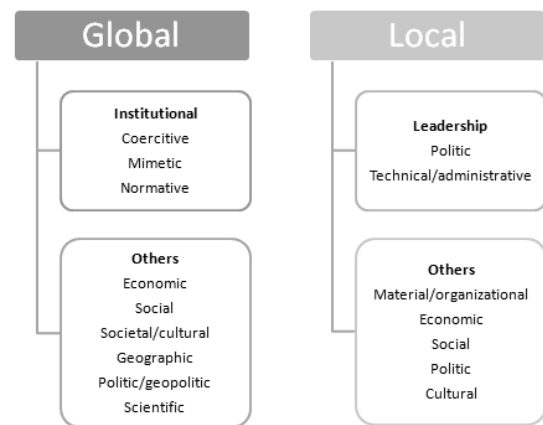 Global
Institutional
Coercitive
Mimetic
Normative
Others
Economic
Social
Societal/cultural
Geographic
Politic/geopolitic
Scientific
Local
Leadership
Politic
Technical/administrative
Others
Material/organizational
Economic
Social
Politic
Cultural